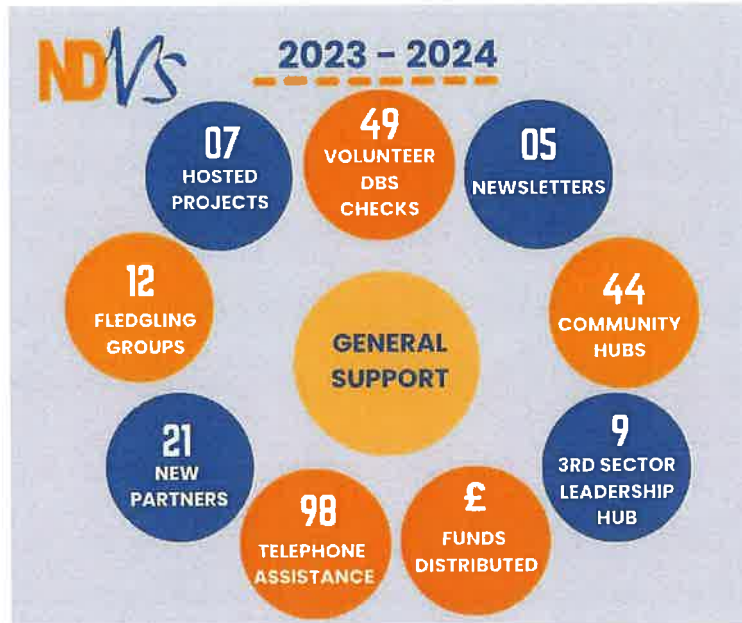 NDVS
2023 - 2024
07
HOSTED
PROJECTS
49
VOLUNTEER
DBS
CHECKS
05
NEWSLETTERS
12
FLEDGLING
GROUPS
GENERAL
SUPPORT
44
COMMUNITY
HUBS
21
NEW
PARTNERS
98
TELEPHONE
ASSISTANCE
£
FUNDS
DISTRIBUTED
9
3RD SECTOR
LEADERSHIP
HUB